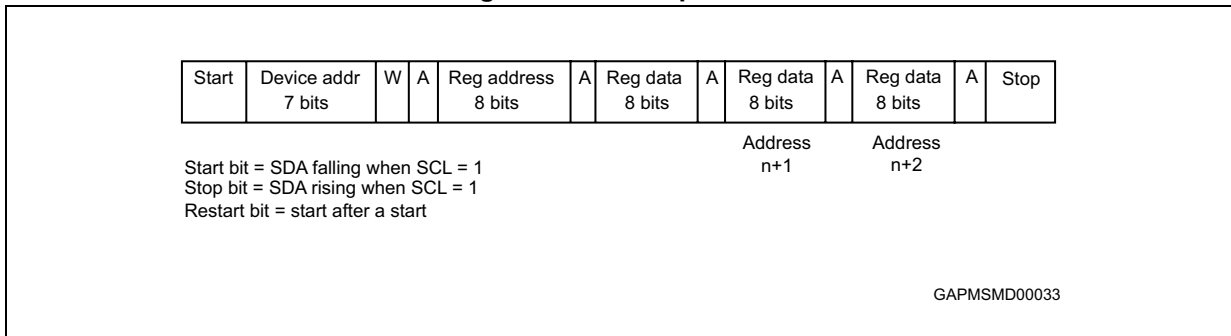 Start Device addr W A Reg address A Reg data A Reg data A Reg data A Stop
7 bits 8 bits 8 bits 8 bits 8 bits
Address Address
n+1 n+2
Start bit = SDA falling when SCL = 1
Stop bit = SDA rising when SCL = 1
Restart bit = start after a start
GAPMSMD00033